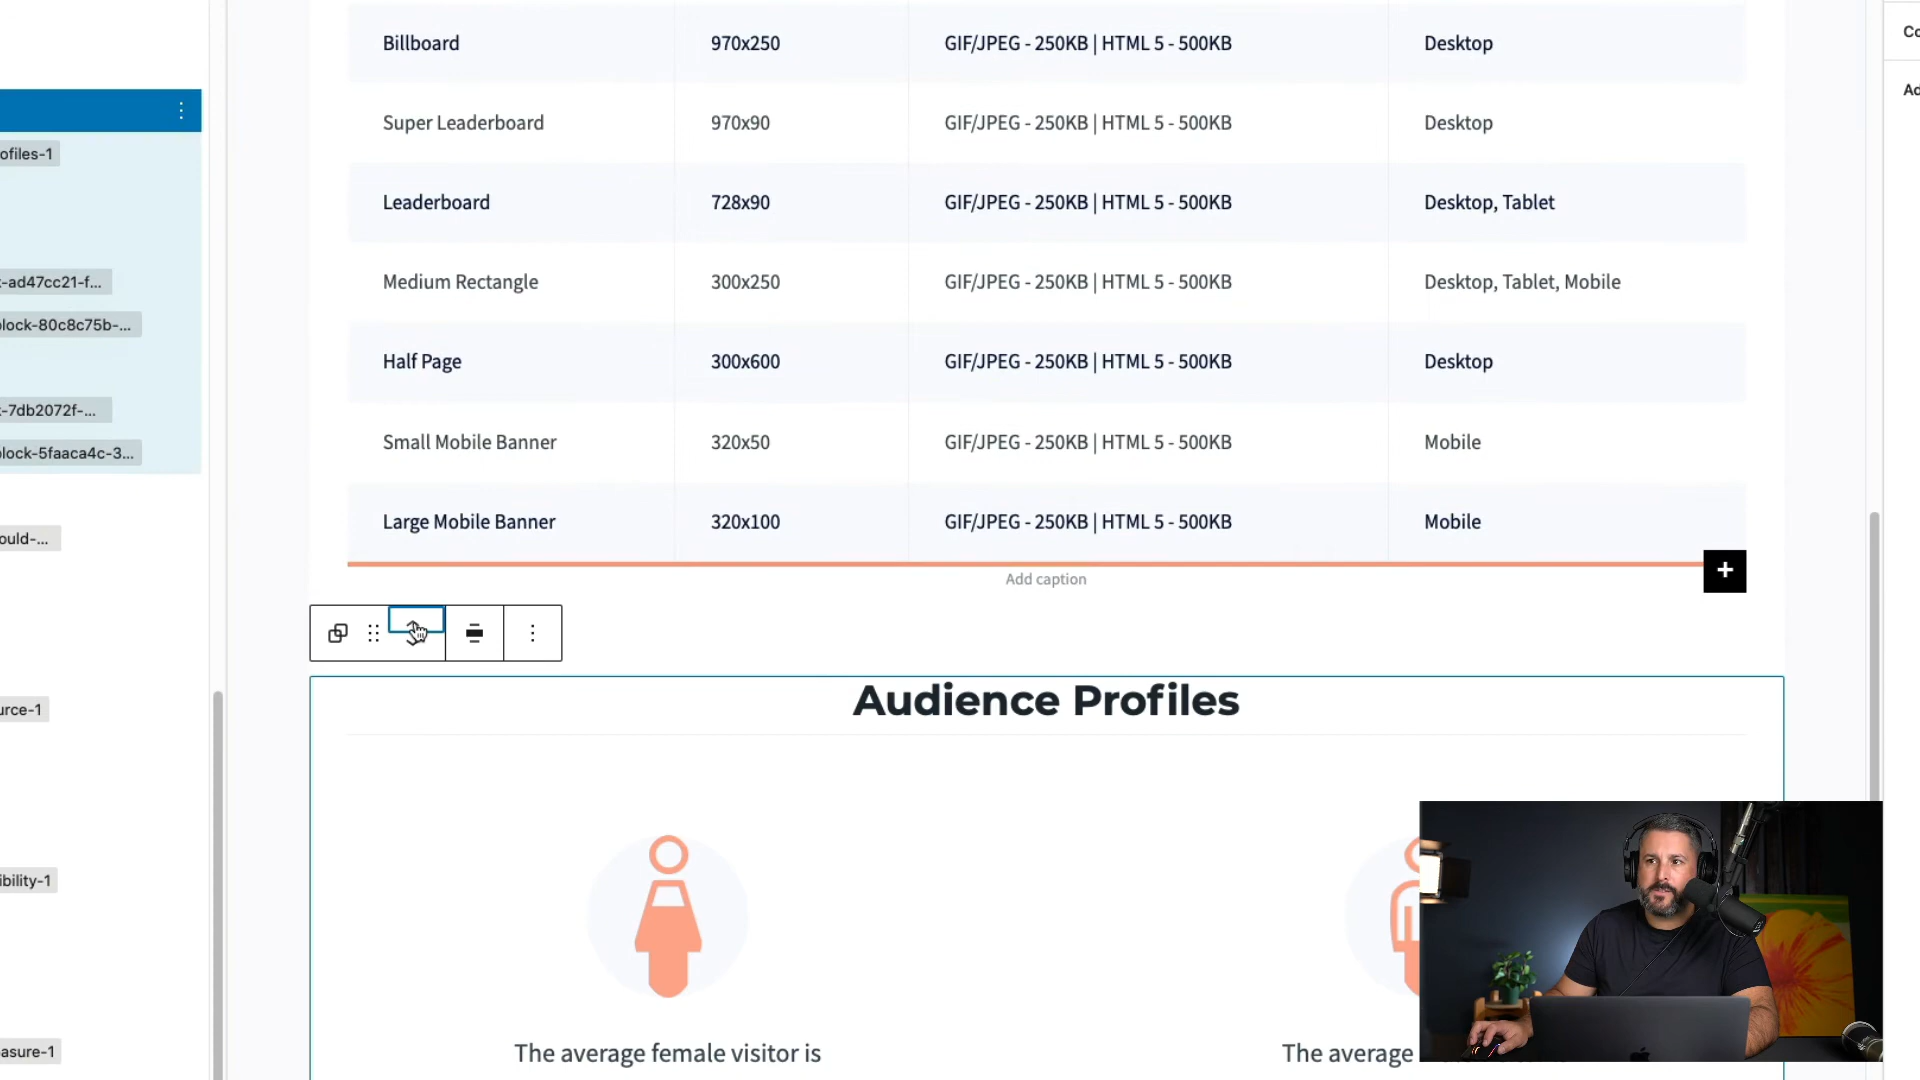 Billboard 970x250 GIF/JPEG - 250KB | HTML 5 - 500KB Desktop
Super Leaderboard 970x90 GIF/JPEG - 250KB | HTML 5 - 500KB Desktop
Leaderboard 728x90 GIF/JPEG - 250KB | HTML 5 - 500KB Desktop, Tablet
Medium Rectangle 300x250 GIF/JPEG - 250KB | HTML 5 - 500KB Desktop, Tablet, Mobile
Half Page 300x600 GIF/JPEG - 250KB | HTML 5 - 500KB Desktop
Small Mobile Banner 320x50 GIF/JPEG - 250KB | HTML 5 - 500KB Mobile
Large Mobile Banner 320x100 GIF/JPEG - 250KB | HTML 5 - 500KB Mobile
Add caption
Audience Profiles
The average female visitor is
The average
ofiles-1
-ad47cc21-f...
lock-80c8c75b-...
-7db2072f-...
lock-5faaca4c-3...
ould-...
urce-1
ibility-1
asure-1
Co
Ad